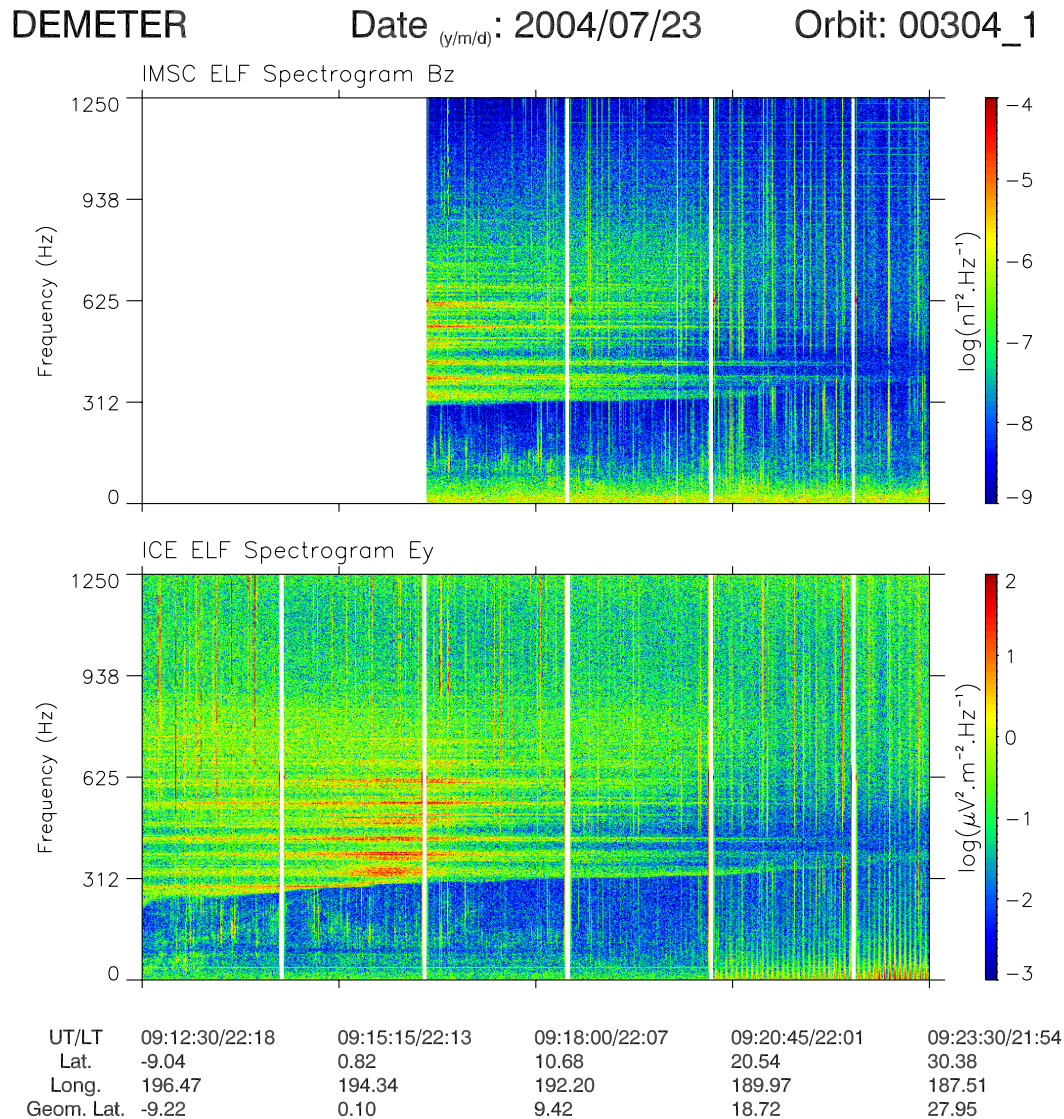 DEMETER Date (y/m/d): 2004/07/23 Orbit: 00304_1
IMSC ELF Spectrogram Bz
1250
938
625
312
0
Frequency (Hz)
−4
−5
−6
−7
−8
−9
log(nT².Hz⁻¹)
ICE ELF Spectrogram Ey
1250
938
625
312
0
Frequency (Hz)
2
1
0
−1
−2
−3
log(μV².m⁻².Hz⁻¹)
UT/LT 09:12:30/22:18 09:15:15/22:13 09:18:00/22:07 09:20:45/22:01 09:23:30/21:54
Lat. -9.04 0.82 10.68 20.54 30.38
Long. 196.47 194.34 192.20 189.97 187.51
Geom. Lat. -9.22 0.10 9.42 18.72 27.95